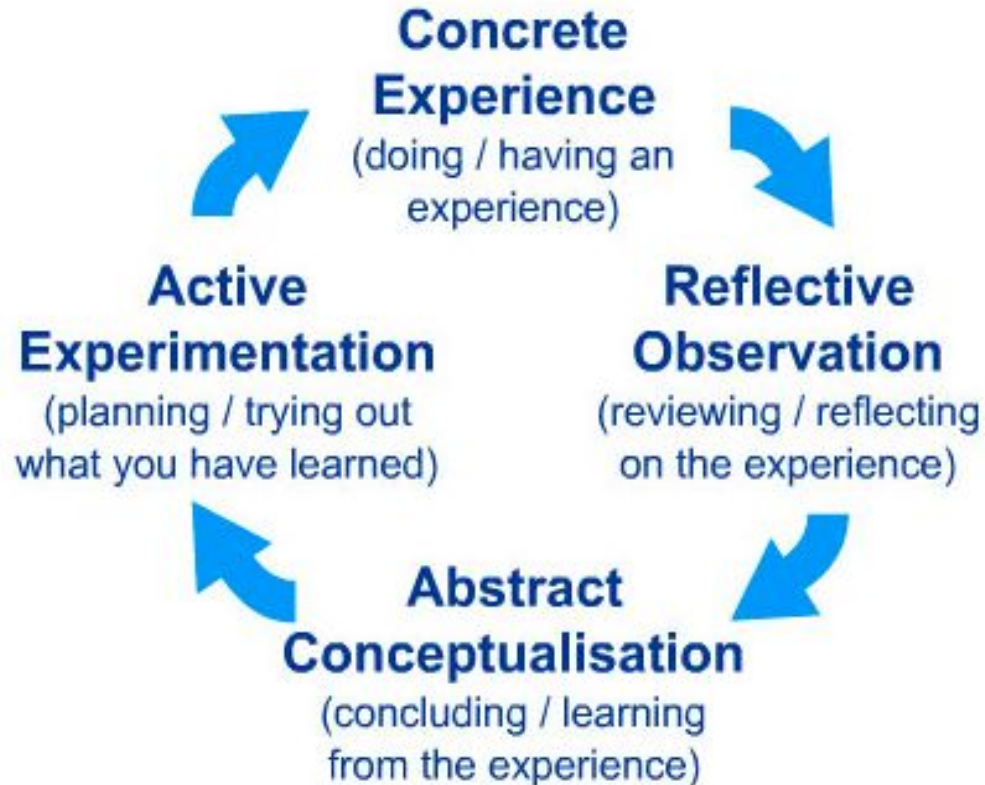 Concrete
Experience
(doing / having an
experience)
Reflective
Observation
(reviewing / reflecting
on the experience)
Abstract
Conceptualisation
(concluding / learning
from the experience)
Active
Experimentation
(planning / trying out
what you have learned)